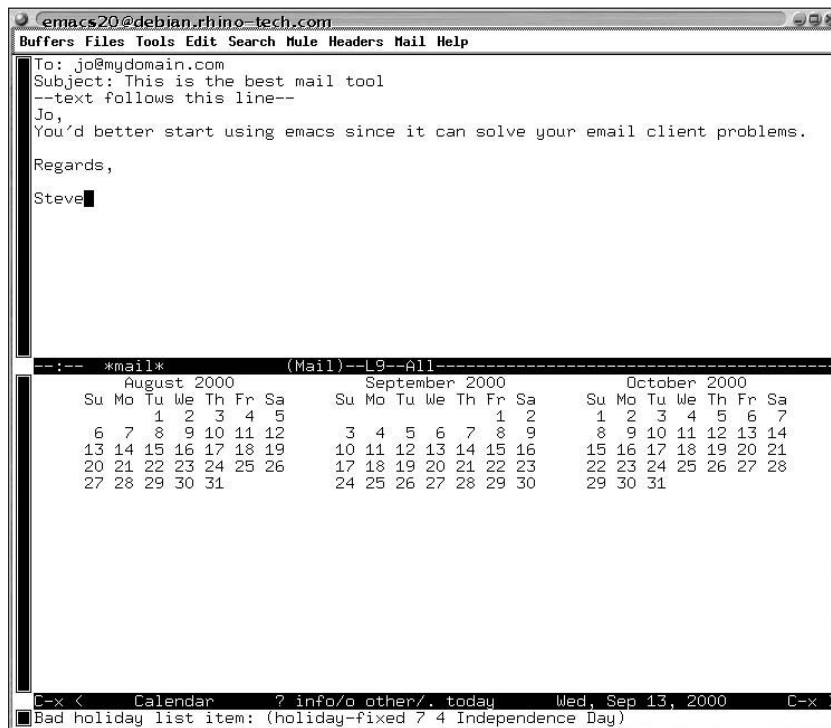 emacs20@debian.rhino-tech.com
Buffers Files Tools Edit Search Mule Headers Mail Help
To: jo@mydomain.com
Subject: This is the best mail tool
--text follows this line--
Jo,
You'd better start using emacs since it can solve your email client problems.
Regards,
Steve
--:-- *mail* (Mail)--L9--All-----------------------------------------------
August 2000 September 2000 October 2000
Su Mo Tu We Th Fr Sa Su Mo Tu We Th Fr Sa Su Mo Tu We Th Fr Sa
1 2 3 4 5 1 2 1 2 3 4 5 6 7
6 7 8 9 10 11 12 3 4 5 6 7 8 9 8 9 10 11 12 13 14
13 14 15 16 17 18 19 10 11 12 13 14 15 16 15 16 17 18 19 20 21
20 21 22 23 24 25 26 17 18 19 20 21 22 23 22 23 24 25 26 27 28
27 28 29 30 31 24 25 26 27 28 29 30 29 30 31
C-x < Calendar ? info/o other/. today Wed, Sep 13, 2000 C-x
Bad holiday list item: (holiday-fixed 7 4 Independence Day)